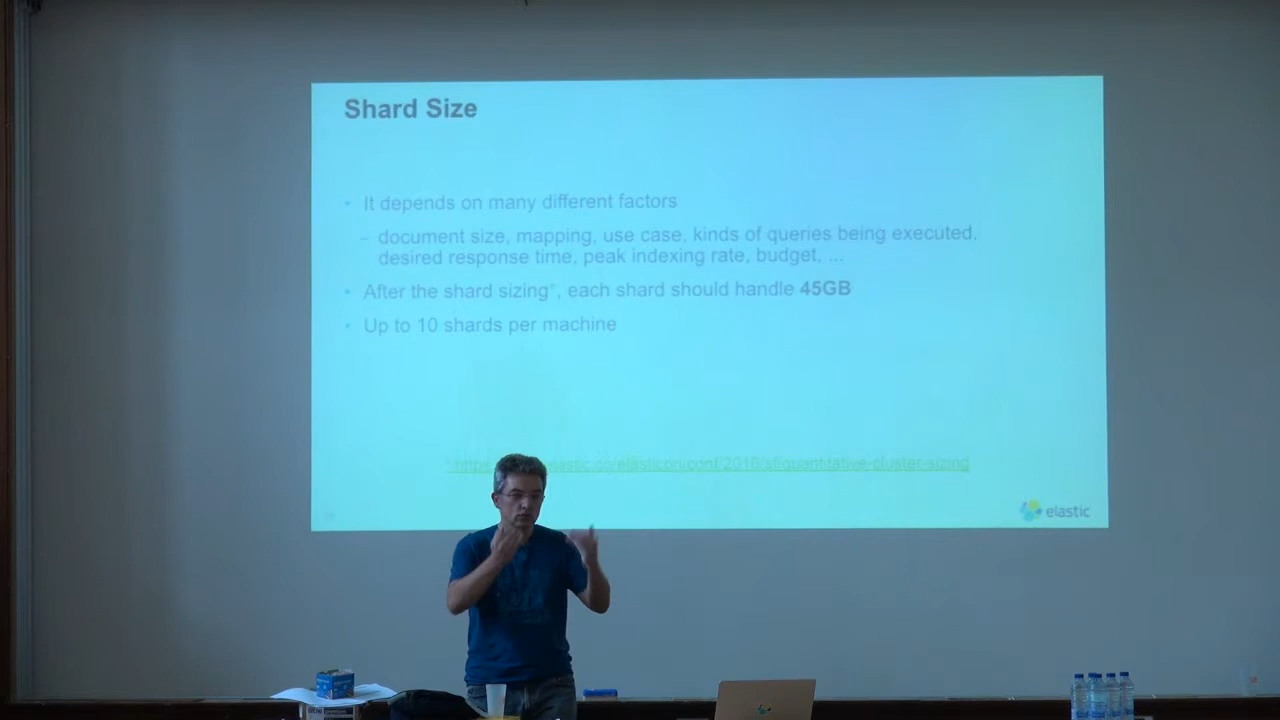 Shard Size
• It depends on many different factors
– document size, mapping, use case, kinds of queries being executed,
desired response time, peak indexing rate, budget, ...
• After the shard sizing*, each shard should handle 45GB
• Up to 10 shards per machine
elastic